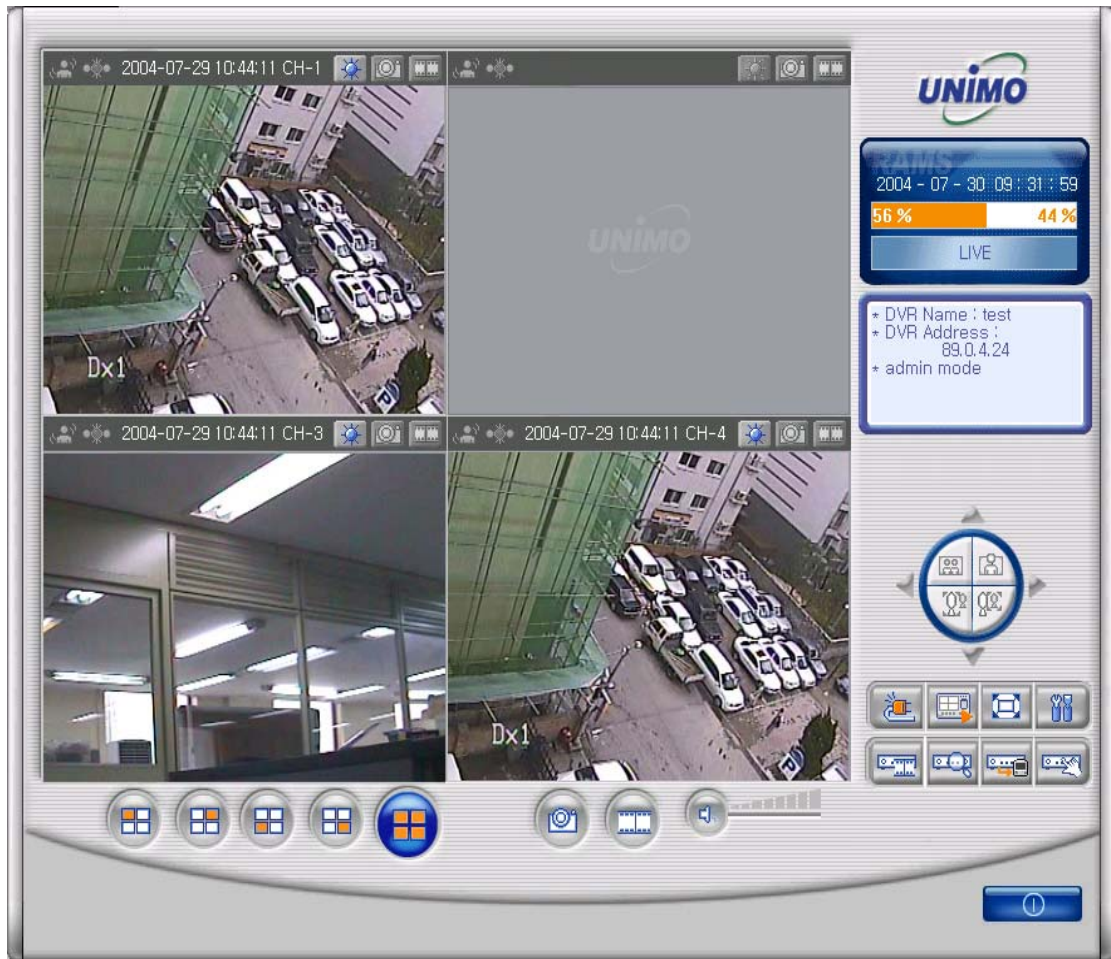 2004-07-29 10:44:11 CH-1
UNIMO
Dx1
2004-07-29 10:44:11 CH-3
2004-07-29 10:44:11 CH-4
Dx1
UNIMO
RAMS
2004 - 07 - 30 09 : 31 : 59
56 % 44 %
LIVE
* DVR Name : test
* DVR Address :
89.0.4.24
* admin mode